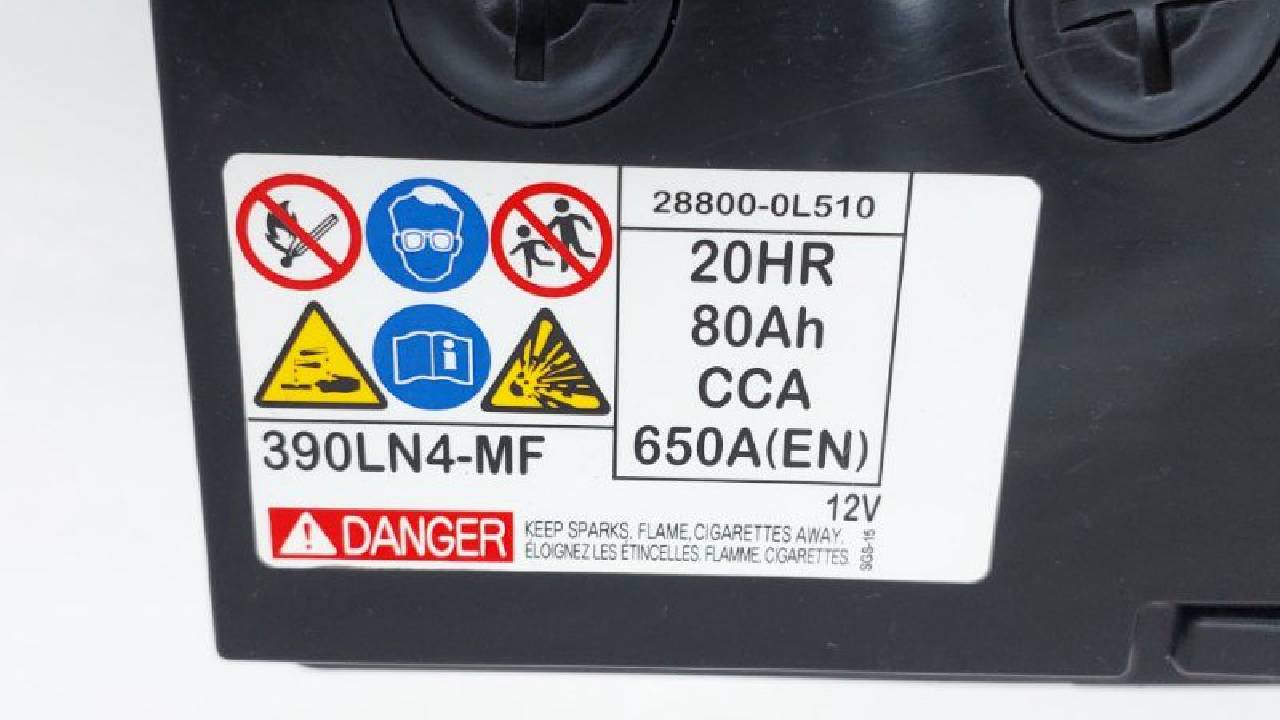 28800-0L510
20HR
80Ah
CCA
650A(EN)
390LN4-MF
12V
DANGER
KEEP SPARKS, FLAME, CIGARETTES AWAY.
ÉLOIGNEZ LES ÉTINCELLES, FLAMME, CIGARETTES.
SGS-15